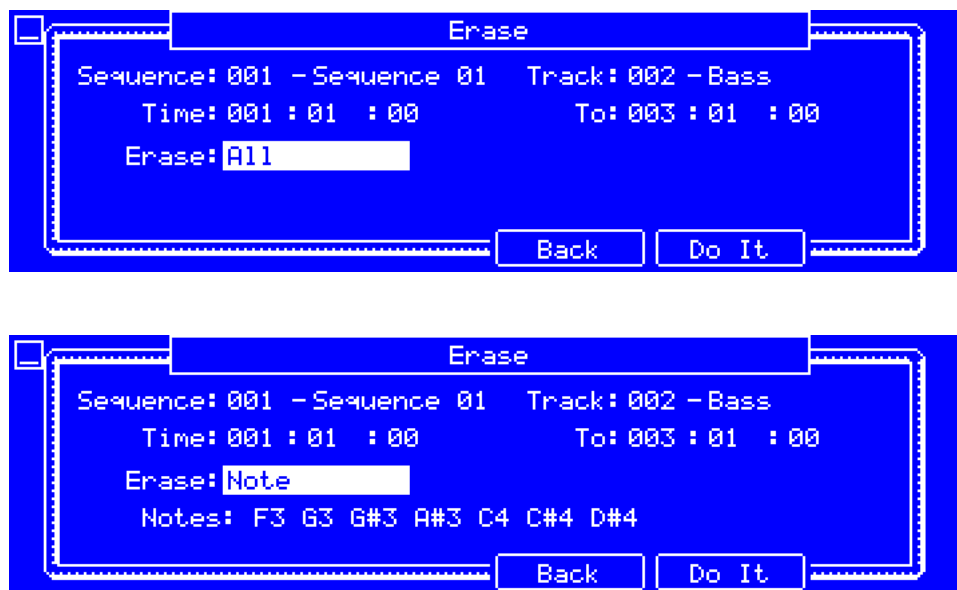 Erase
Sequence: 001 - Sequence 01 Track: 002 - Bass
Time: 001 : 01 : 00 To: 003 : 01 : 00
Erase: All
Back Do It
Erase
Sequence: 001 - Sequence 01 Track: 002 - Bass
Time: 001 : 01 : 00 To: 003 : 01 : 00
Erase: Note
Notes: F3 G3 G#3 A#3 C4 C#4 D#4
Back Do It